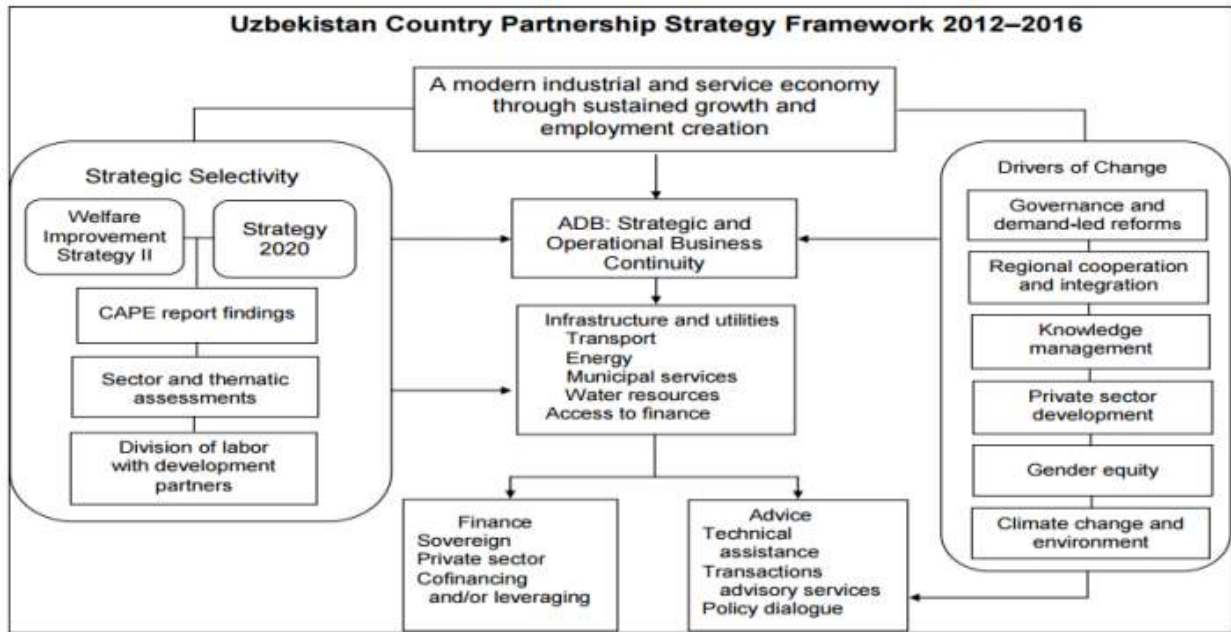 Uzbekistan Country Partnership Strategy Framework 2012–2016
A modern industrial and service economy
through sustained growth and
employment creation
Strategic Selectivity
Welfare
Improvement
Strategy II
Strategy
2020
CAPE report findings
Sector and thematic
assessments
Division of labor
with development
partners
ADB: Strategic and
Operational Business
Continuity
Infrastructure and utilities
Transport
Energy
Municipal services
Water resources
Access to finance
Finance
Sovereign
Private sector
Cofinancing
and/or leveraging
Advice
Technical
assistance
Transactions
advisory services
Policy dialogue
Drivers of Change
Governance and
demand-led reforms
Regional cooperation
and integration
Knowledge
management
Private sector
development
Gender equity
Climate change and
environment